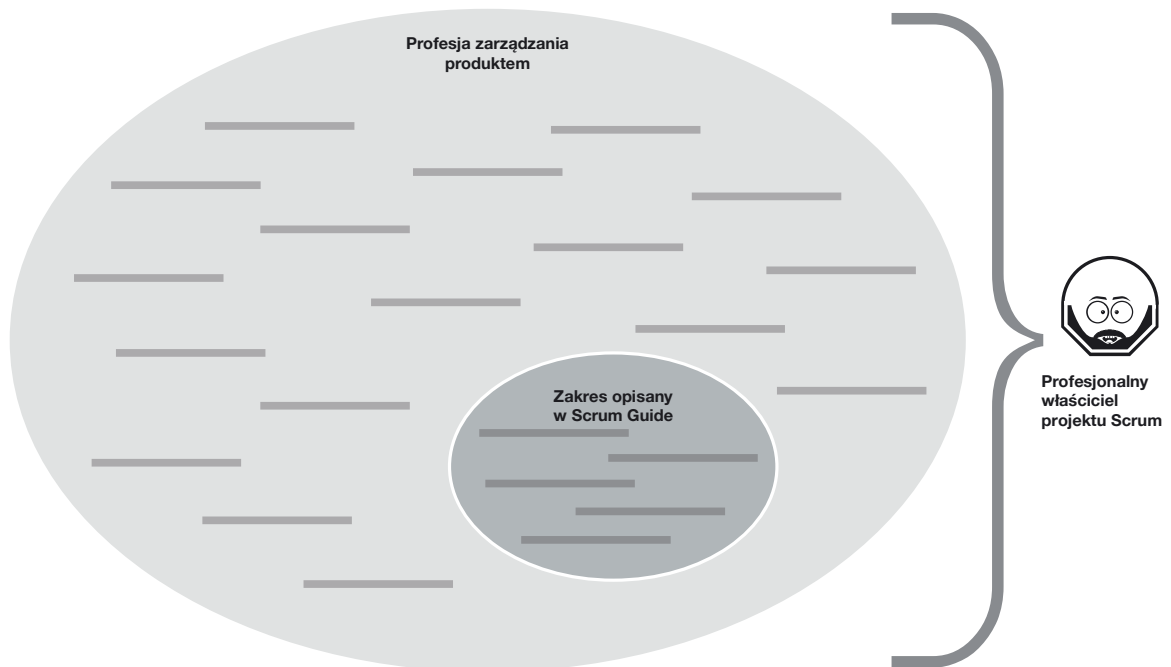 Profesja zarządzania
produktem
Zakres opisany
w Scrum Guide
Profesjonalny
właściciel
projektu Scrum